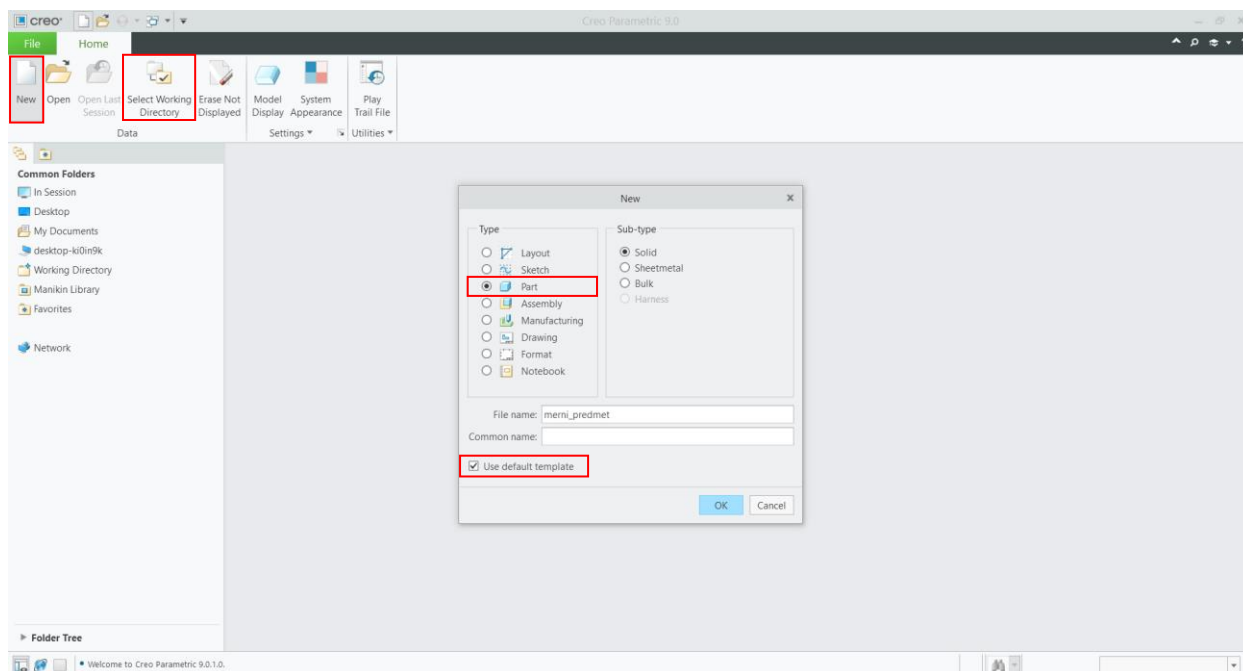 creo
Creo Parametric 9.0
File
Home
New
Open
Open Last
Session
Select Working
Directory
Erase Not
Displayed
Model
Display
System
Appearance
Play
Trail File
Data
Settings
Utilities
Common Folders
In Session
Desktop
My Documents
desktop-ki0in9k
Working Directory
Manikin Library
Favorites
Network
New
Type
Sub-type
Layout
Sketch
Part
Assembly
Manufacturing
Drawing
Format
Notebook
Solid
Sheetmetal
Bulk
Harness
File name: merni_predmet
Common name:
Use default template
OK
Cancel
Folder Tree
• Welcome to Creo Parametric 9.0.1.0.